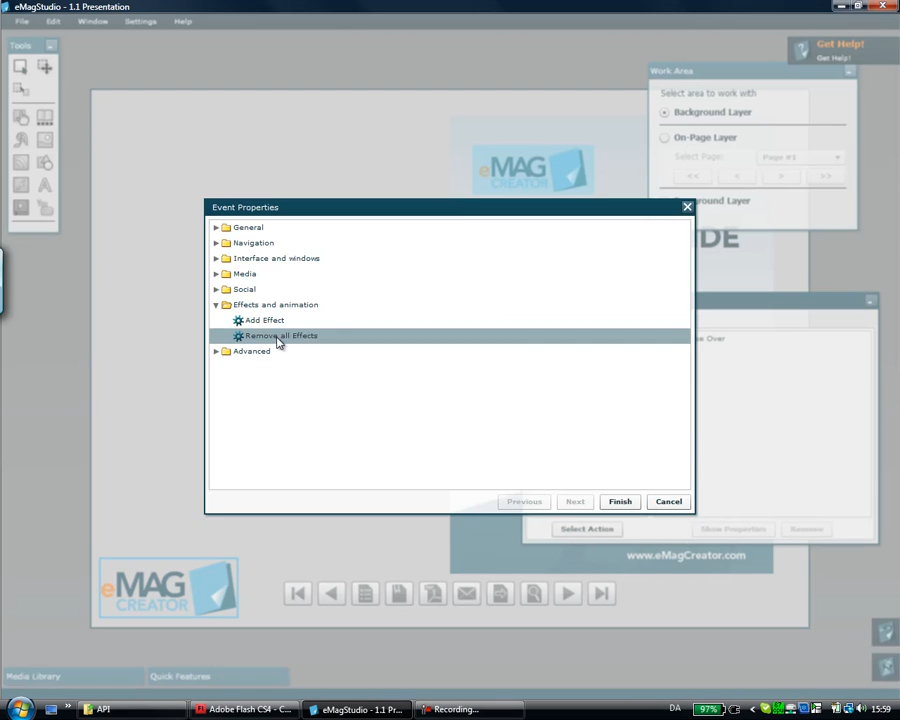 eMagStudio - 1.1 Presentation
File Edit Window Settings Help
Tools
Get Help!
Get Help!
Work Area
Select area to work with
Background Layer
On-Page Layer
Select Page: Page #1
<< < > >>
ground Layer
eMAG
CREATOR
IDE
Event Properties
General
Navigation
Interface and windows
Media
Social
Effects and animation
Add Effect
Remove all Effects
Advanced
Previous Next Finish Cancel
Select Action Show Properties Remove
www.eMagCreator.com
eMAG
CREATOR
Media Library Quick Features
API Adobe Flash CS4 - C... eMagStudio - 1.1 Pr... Recording... DA 97% 15:59